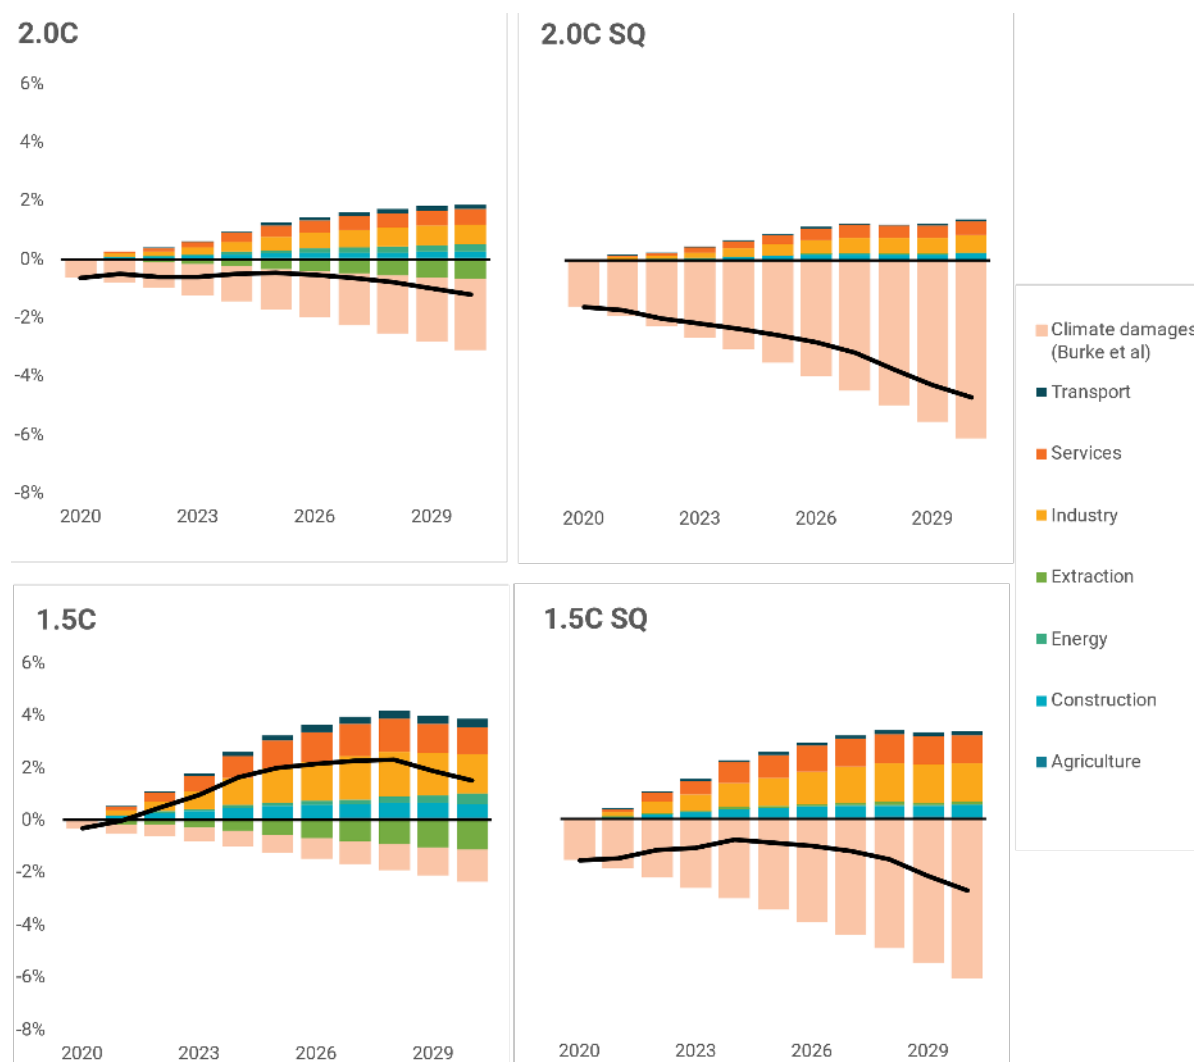 2.0C
6%
4%
2%
0%
-2%
-4%
-6%
-8%
2020 2023 2026 2029
2.0C SQ
2020 2023 2026 2029
1.5C
6%
4%
2%
0%
-2%
-4%
-6%
-8%
2020 2023 2026 2029
1.5C SQ
2020 2023 2026 2029
Climate damages
(Burke et al)
Transport
Services
Industry
Extraction
Energy
Construction
Agriculture